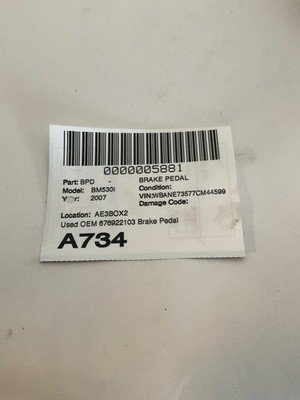 0000005881
Part: BPD - BRAKE PEDAL
Model: BM530I Condition:
Year: 2007 VIN:WBANE73577CM44599
Damage Code:
Location: AE3BOX2
Used OEM 676922103 Brake Pedal
A734